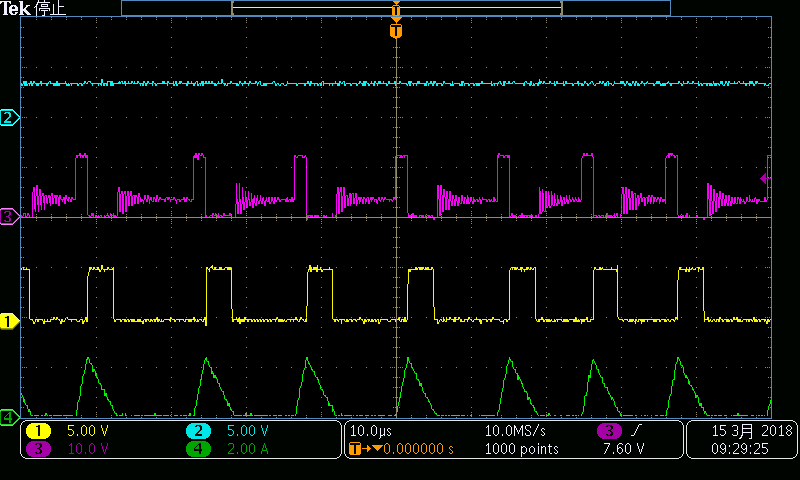 Tek 停止
T
T
2
3
1
4
1 5.00 V 2 5.00 V 10.0µs 10.0MS/s 3 15 3月 2018
3 10.0 V 4 2.00 A T→▼0.000000 s 1000 points 7.60 V 09:29:25